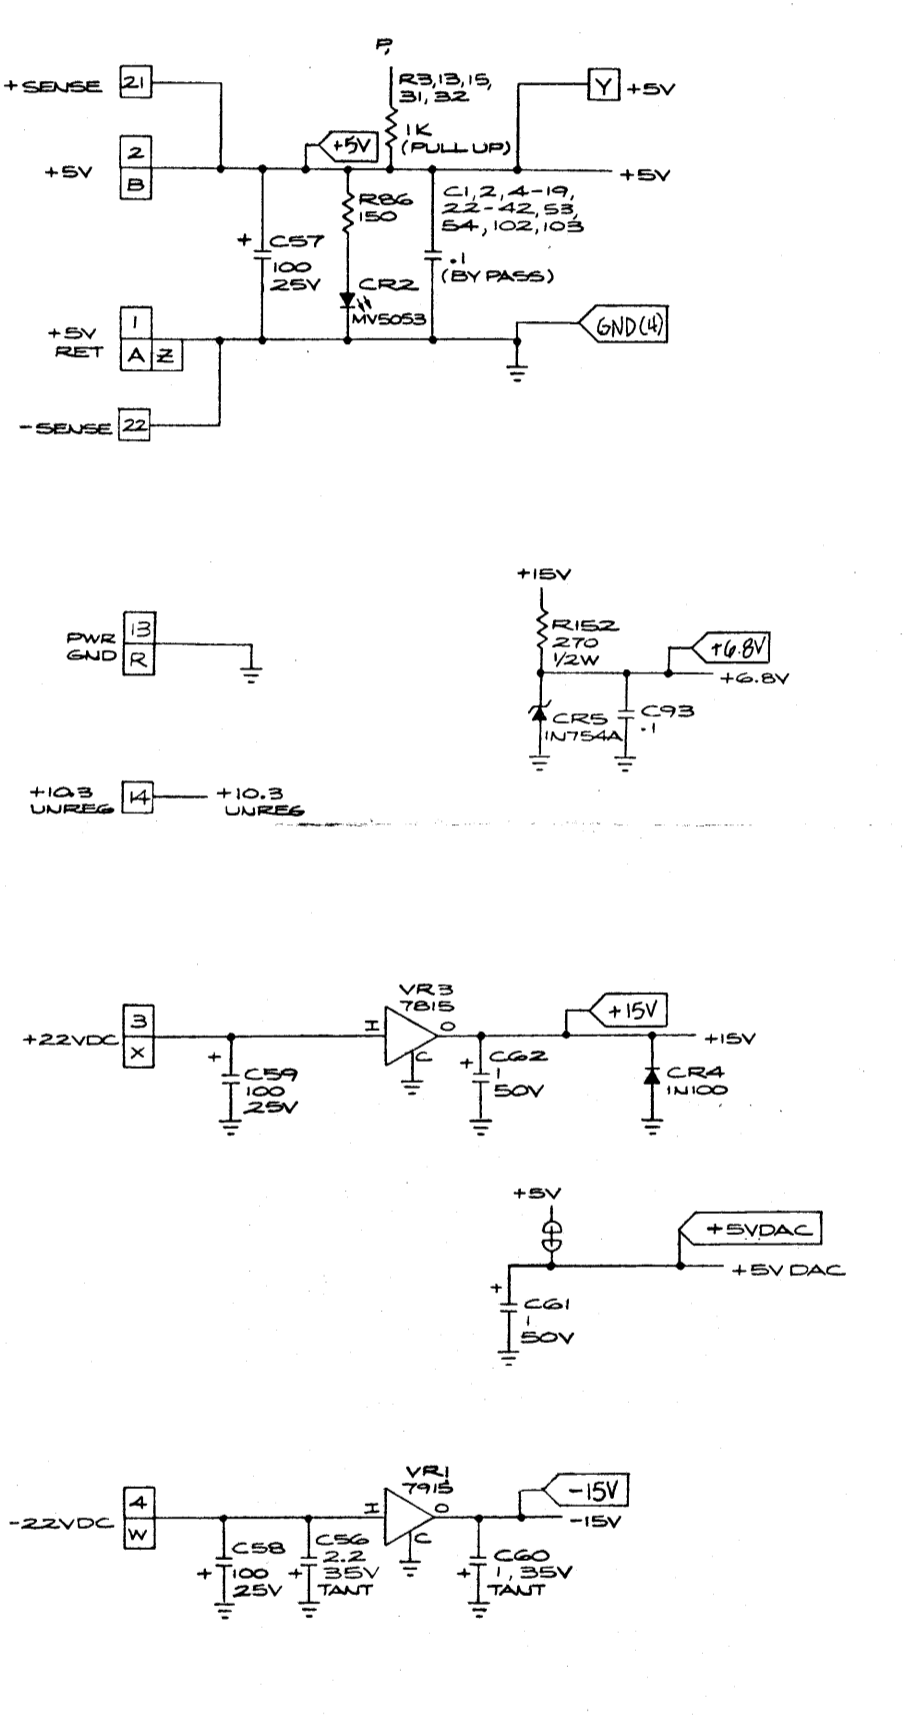 P,
+SENSE 21
R3,13,15,
31,32
1K
(PULL UP)
Y +5V
+5V
+5V 2
B
+5V
R86
150
C1,2,4-19,
22-42,53,
54,102,103
.1
(BYPASS)
+ C57
100
25V
CR2
MV5053
+5V
RET
1
A Z
GND(4)
-SENSE 22
+15V
R152
270
1/2W
+6.8V
+6.8V
CR5
1N754A
C93
.1
PWR
GND
13
R
+10.3
UNREG
14
+10.3
UNREG
VR3
7815
+22VDC
3
X
I
O
C
+15V
+15V
+ C59
100
25V
+ C62
1
50V
CR4
1N100
+5V
+5VDAC
+5V DAC
+ C61
1
50V
VR1
7915
-22VDC
4
W
I
O
C
-15V
-15V
C58
+ 100
25V
C56
2.2
+ 35V
TANT
C60
+ 1,35V
TANT